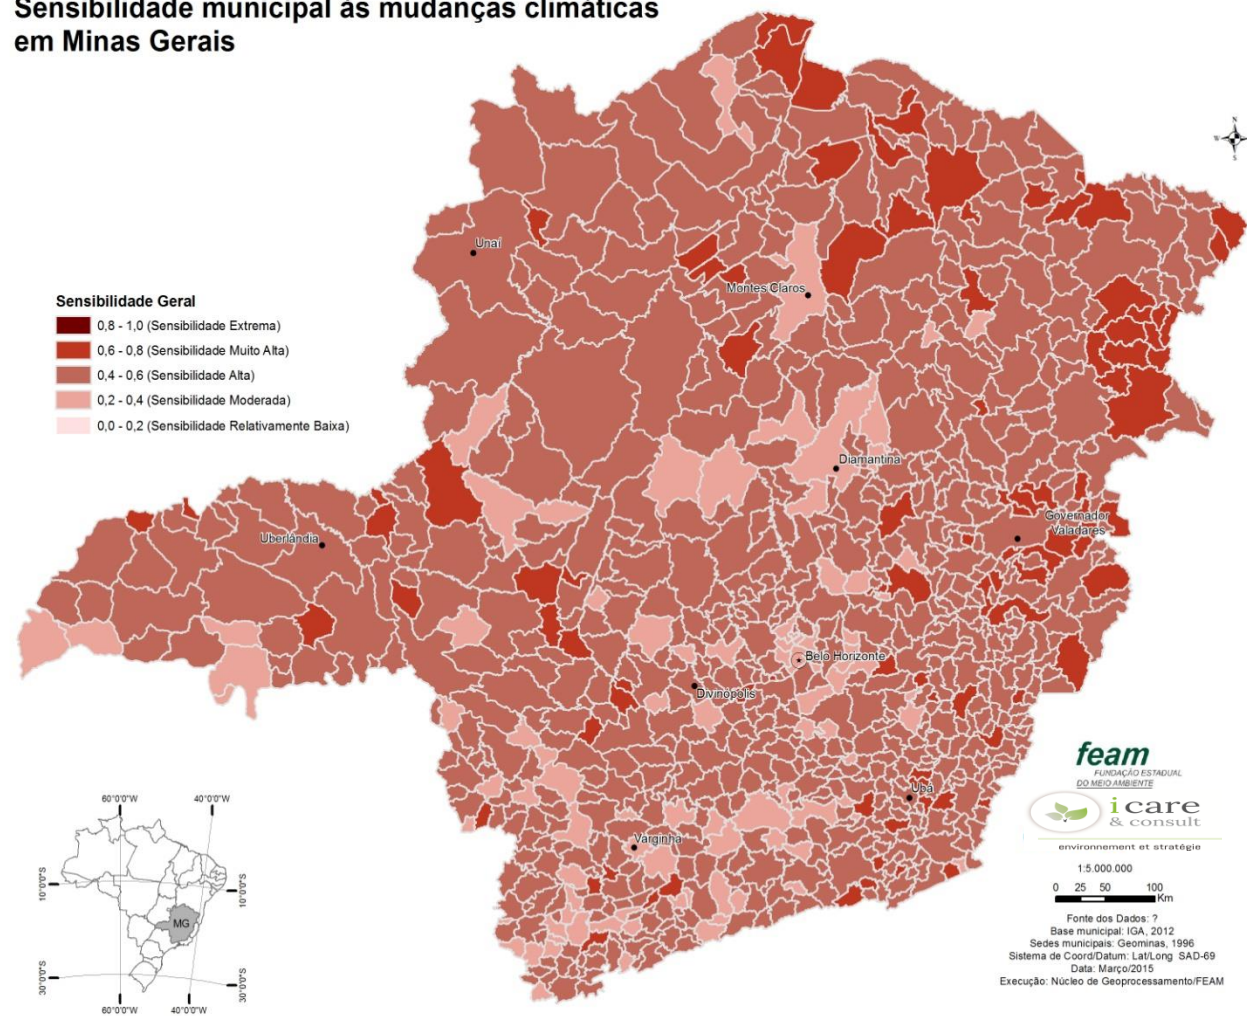 Sensibilidade municipal às mudanças climáticas
em Minas Gerais
N
W
E
S
Unaí
Sensibilidade Geral
0,8 - 1,0 (Sensibilidade Extrema)
0,6 - 0,8 (Sensibilidade Muito Alta)
0,4 - 0,6 (Sensibilidade Alta)
0,2 - 0,4 (Sensibilidade Moderada)
0,0 - 0,2 (Sensibilidade Relativamente Baixa)
Montes Claros
Diamantina
Uberlândia
Governador
Valadares
Belo Horizonte
Divinópolis
Ubá
Varginha
feam
FUNDAÇÃO ESTADUAL
DO MEIO AMBIENTE
i care
& consult
environnement et stratégie
1:5.000.000
0 25 50 100
Km
Fonte dos Dados: ?
Base municipal: IGA, 2012
Sedes municipais: Geominas, 1996
Sistema de Coord/Datum: Lat/Long SAD-69
Data: Março/2015
Execução: Núcleo de Geoprocessamento/FEAM
60°0'0"W 40°0'0"W
10°0'0"S 10°0'0"S
MG
30°0'0"S 30°0'0"S
60°0'0"W 40°0'0"W